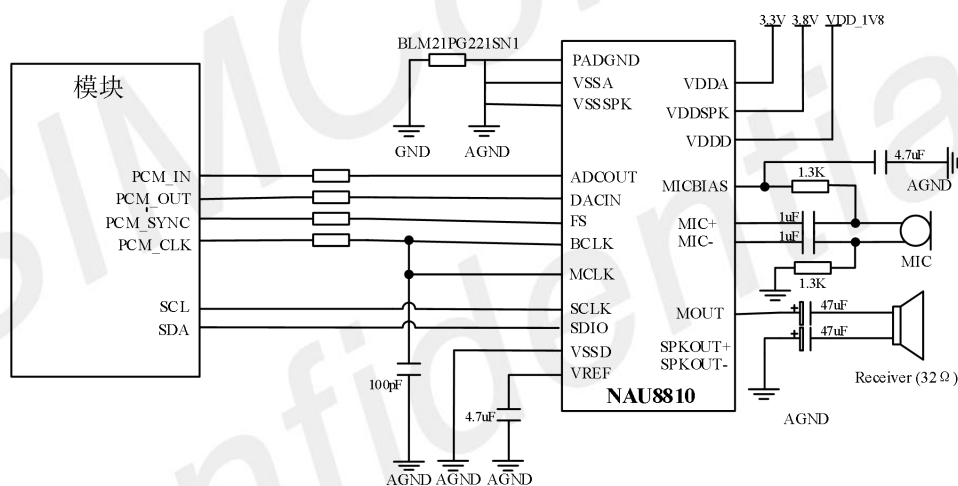 3.3V 3.8V VDD_1V8
BLM21PG221SN1
模块
PADGND
VSSA
VSSSPK
VDDA
VDDSPK
VDDD
GND
AGND
4.7uF
AGND
PCM_IN
PCM_OUT
PCM_SYNC
PCM_CLK
ADCOUT
DACIN
FS
BCLK
MCLK
MICBIAS
1.3K
MIC+
MIC-
1uF
1uF
MIC
1.3K
SCL
SDA
SCLK
SDIO
VSSD
VREF
MOUT
SPKOUT+
SPKOUT-
47uF
47uF
Receiver (32Ω)
100pF
4.7uF
NAU8810
AGND
AGND AGND AGND
SIMCom
Confidential